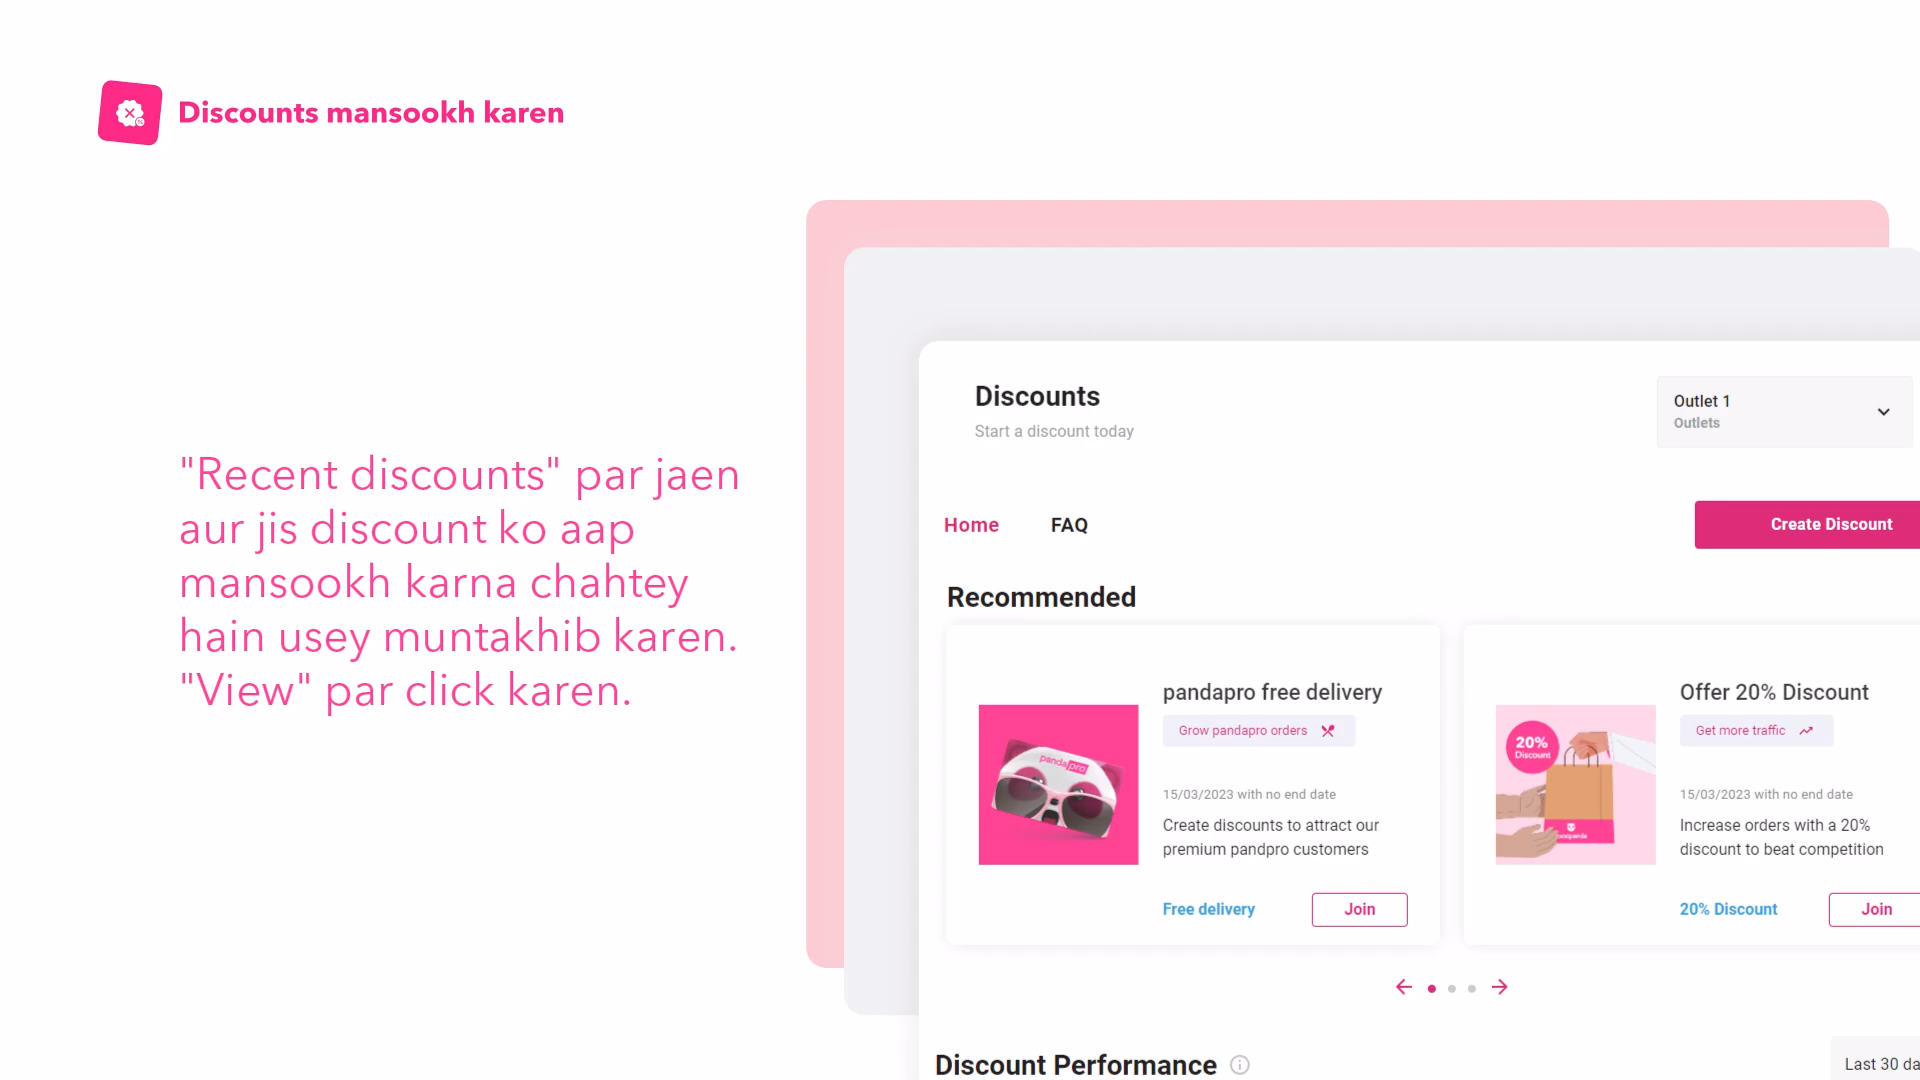 Discounts mansookh karen
"Recent discounts" par jaen
aur jis discount ko aap
mansookh karna chahtey
hain usey muntakhib karen.
"View" par click karen.
Discounts
Start a discount today
Outlet 1
Outlets
Home
FAQ
Create Discount
Recommended
pandapro free delivery
Grow pandapro orders
15/03/2023 with no end date
Create discounts to attract our
premium pandpro customers
Free delivery
Join
pandapro
Offer 20% Discount
Get more traffic
15/03/2023 with no end date
Increase orders with a 20%
discount to beat competition
20% Discount
Join
20%
Discount
foodpanda
Discount Performance
Last 30 da